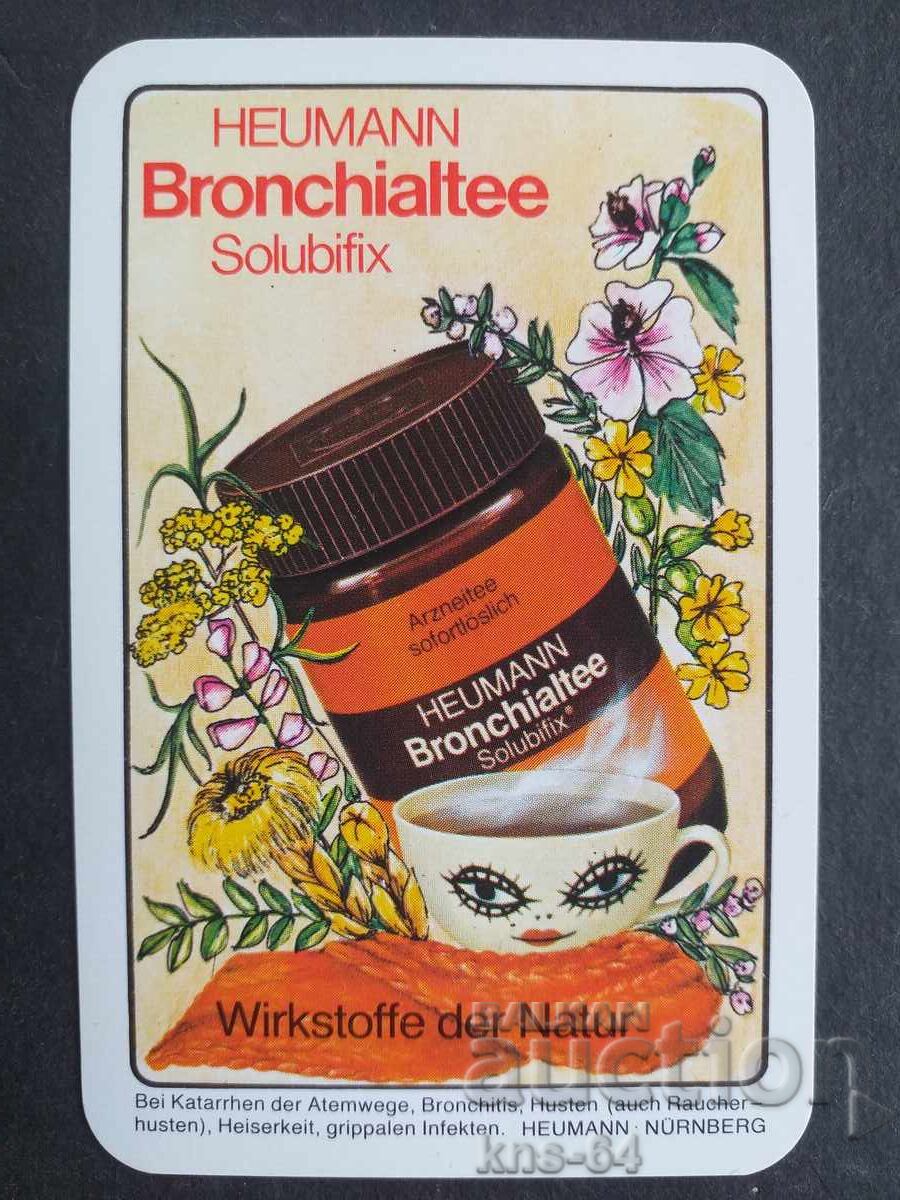 HEUMANN
Bronchialtee
Solubifix
Arzneitee
sofortlöslich
HEUMANN
Bronchialtee
Solubifix®
Wirkstoffe der Natur
BALKAN
auction
Bei Katarrhen der Atemwege, Bronchitis, Husten (auch Raucher-
husten), Heiserkeit, grippalen Infekten. HEUMANN · NÜRNBERG
kns-64